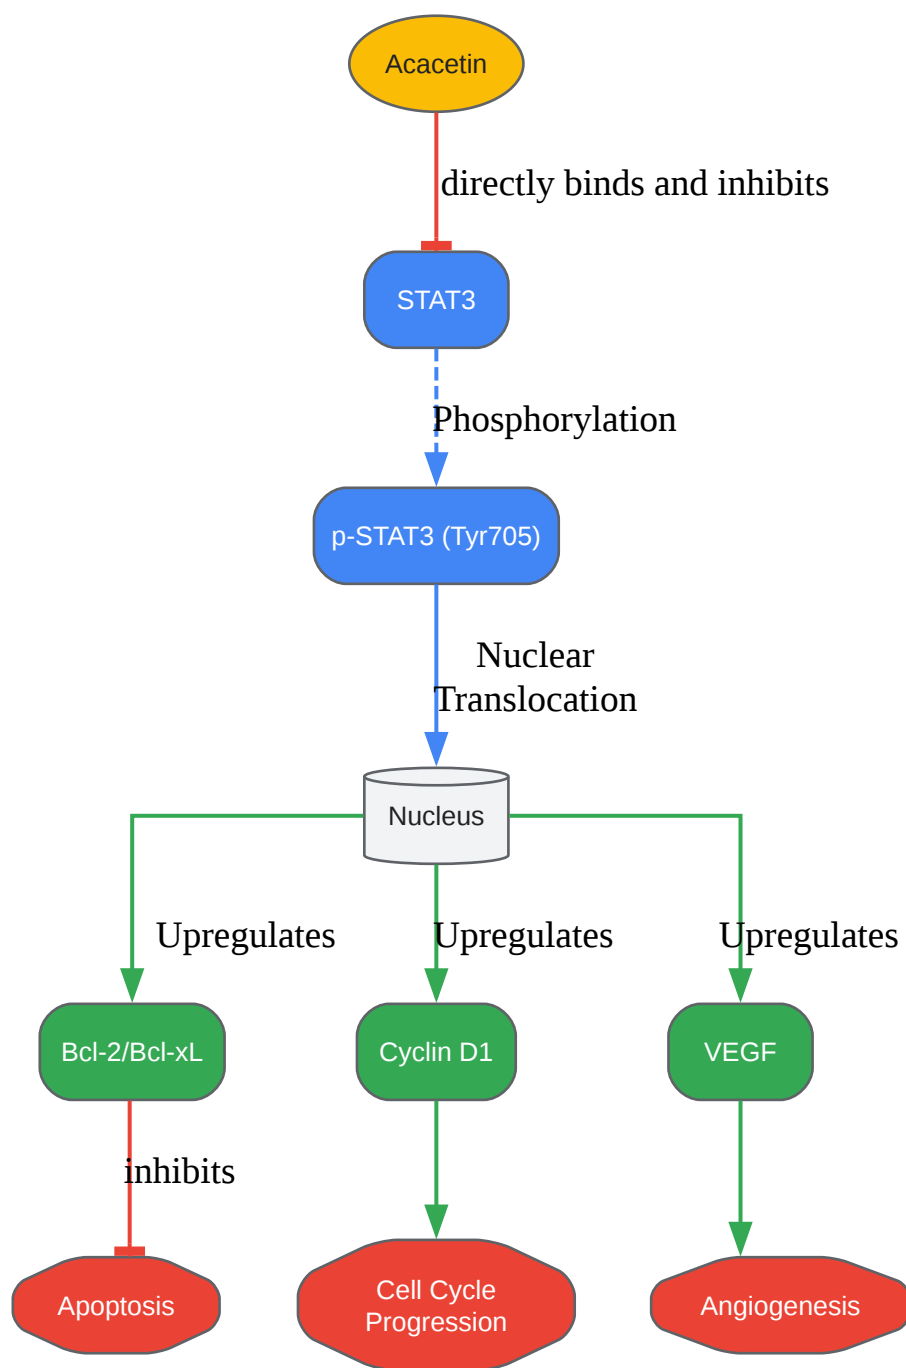 Acacetin
directly binds and inhibits
STAT3
Phosphorylation
p-STAT3 (Tyr705)
Nuclear
Translocation
Nucleus
Upregulates
Upregulates
Upregulates
Bcl-2/Bcl-xL
Cyclin D1
VEGF
inhibits
Apoptosis
Cell Cycle
Progression
Angiogenesis